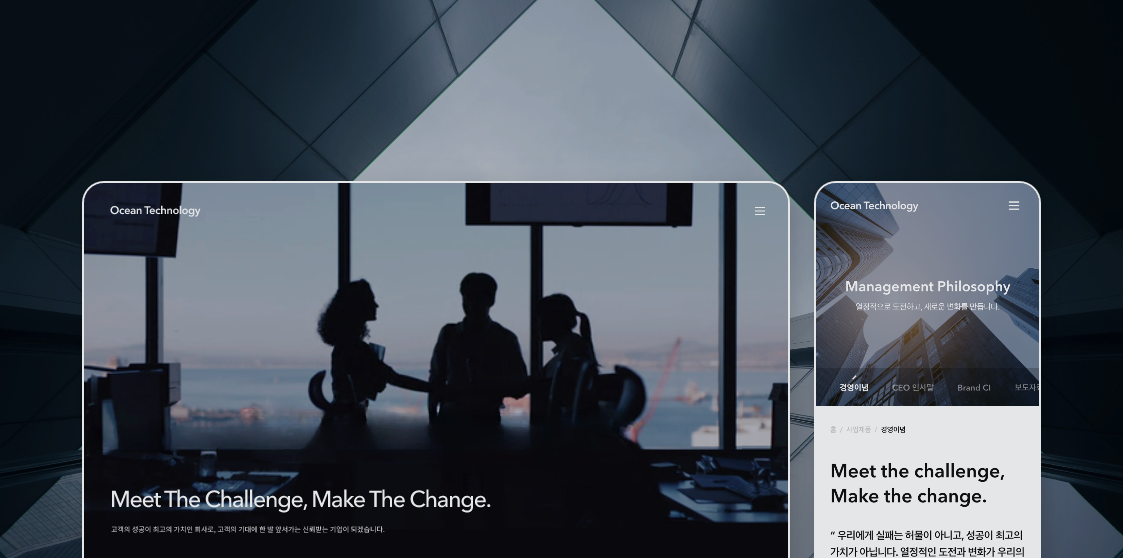 Ocean Technology
Meet The Challenge, Make The Change.
고객의 성공이 최고의 가치인 회사로, 고객의 기대에 한 발 앞서가는 신뢰받는 기업이 되겠습니다.
Ocean Technology
Management Philosophy
열정적으로 도전하고, 새로운 변화를 만듭니다.
경영이념 CEO 인사말 Brand CI 보도자료
홈 / 사업제품 / 경영이념
Meet the challenge,
Make the change.
“ 우리에게 실패는 허물이 아니고, 성공이 최고의
가치가 아닙니다. 열정적인 도전과 변화가 우리의